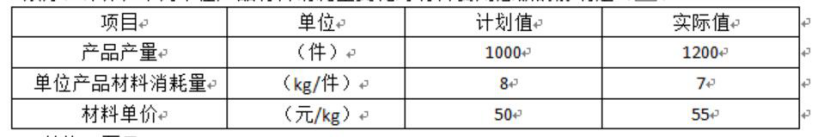 项目 单位 计划值 实际值
产品产量 （件） 1000 1200
单位产品材料消耗量 （kg/件） 8 7
材料单价 （元/kg） 50 55